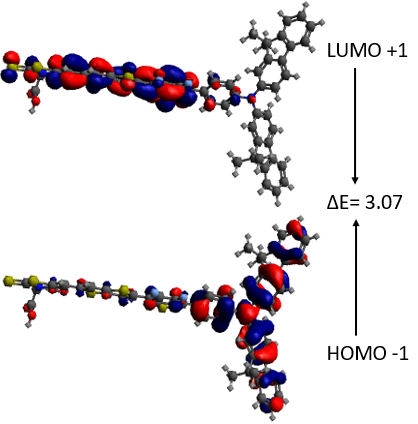 LUMO +1
ΔE= 3.07
HOMO -1